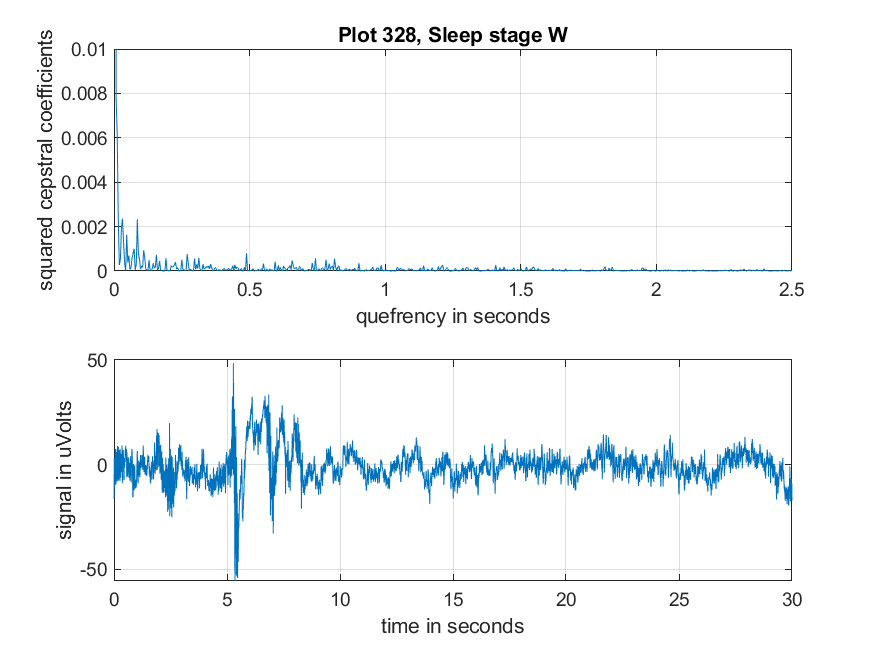 Plot 328, Sleep stage W
squared cepstral coefficients
0.01
0.008
0.006
0.004
0.002
0
0 0.5 1 1.5 2 2.5
quefrency in seconds
signal in uVolts
50
0
-50
0 5 10 15 20 25 30
time in seconds